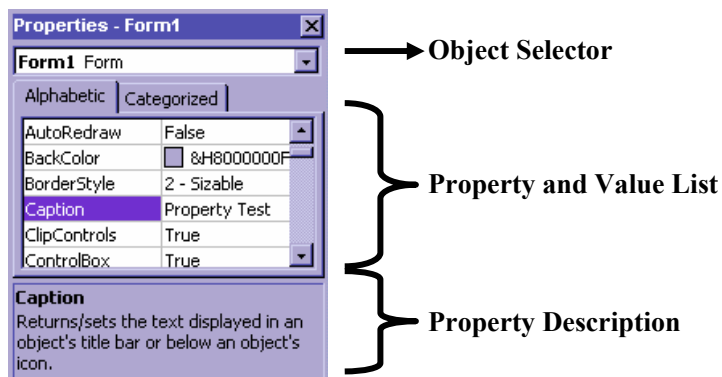 Properties - Form1
Form1 Form
Object Selector
Alphabetic Categorized
AutoRedraw False
BackColor &H8000000F
BorderStyle 2 - Sizable
Caption Property Test
ClipControls True
ControlBox True
Property and Value List
Caption
Returns/sets the text displayed in an
object's title bar or below an object's
icon.
Property Description